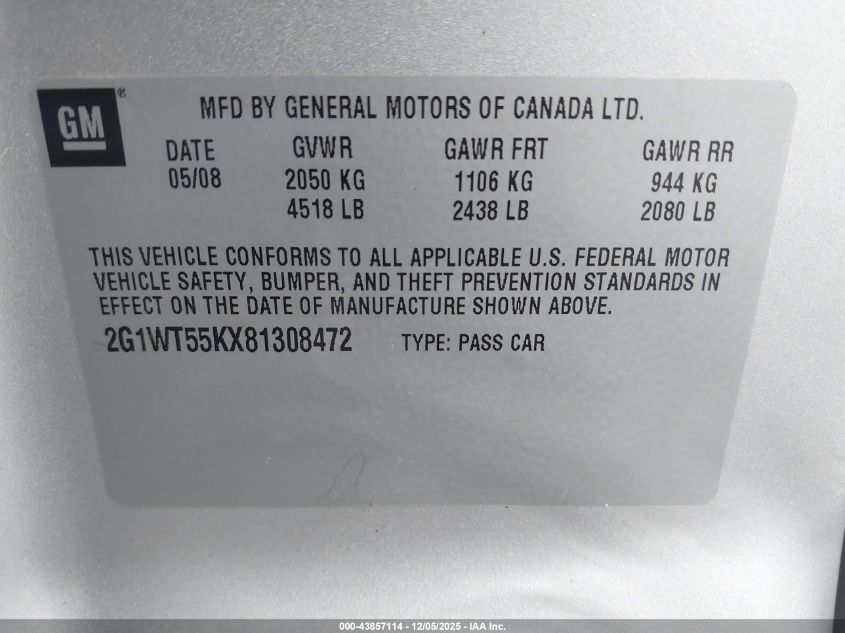 GM®
MFD BY GENERAL MOTORS OF CANADA LTD.
DATE GVWR GAWR FRT GAWR RR
05/08 2050 KG 1106 KG 944 KG
4518 LB 2438 LB 2080 LB
THIS VEHICLE CONFORMS TO ALL APPLICABLE U.S. FEDERAL MOTOR
VEHICLE SAFETY, BUMPER, AND THEFT PREVENTION STANDARDS IN
EFFECT ON THE DATE OF MANUFACTURE SHOWN ABOVE.
2G1WT55KX81308472 TYPE: PASS CAR
000-43857114 - 12/05/2025 - IAA Inc.